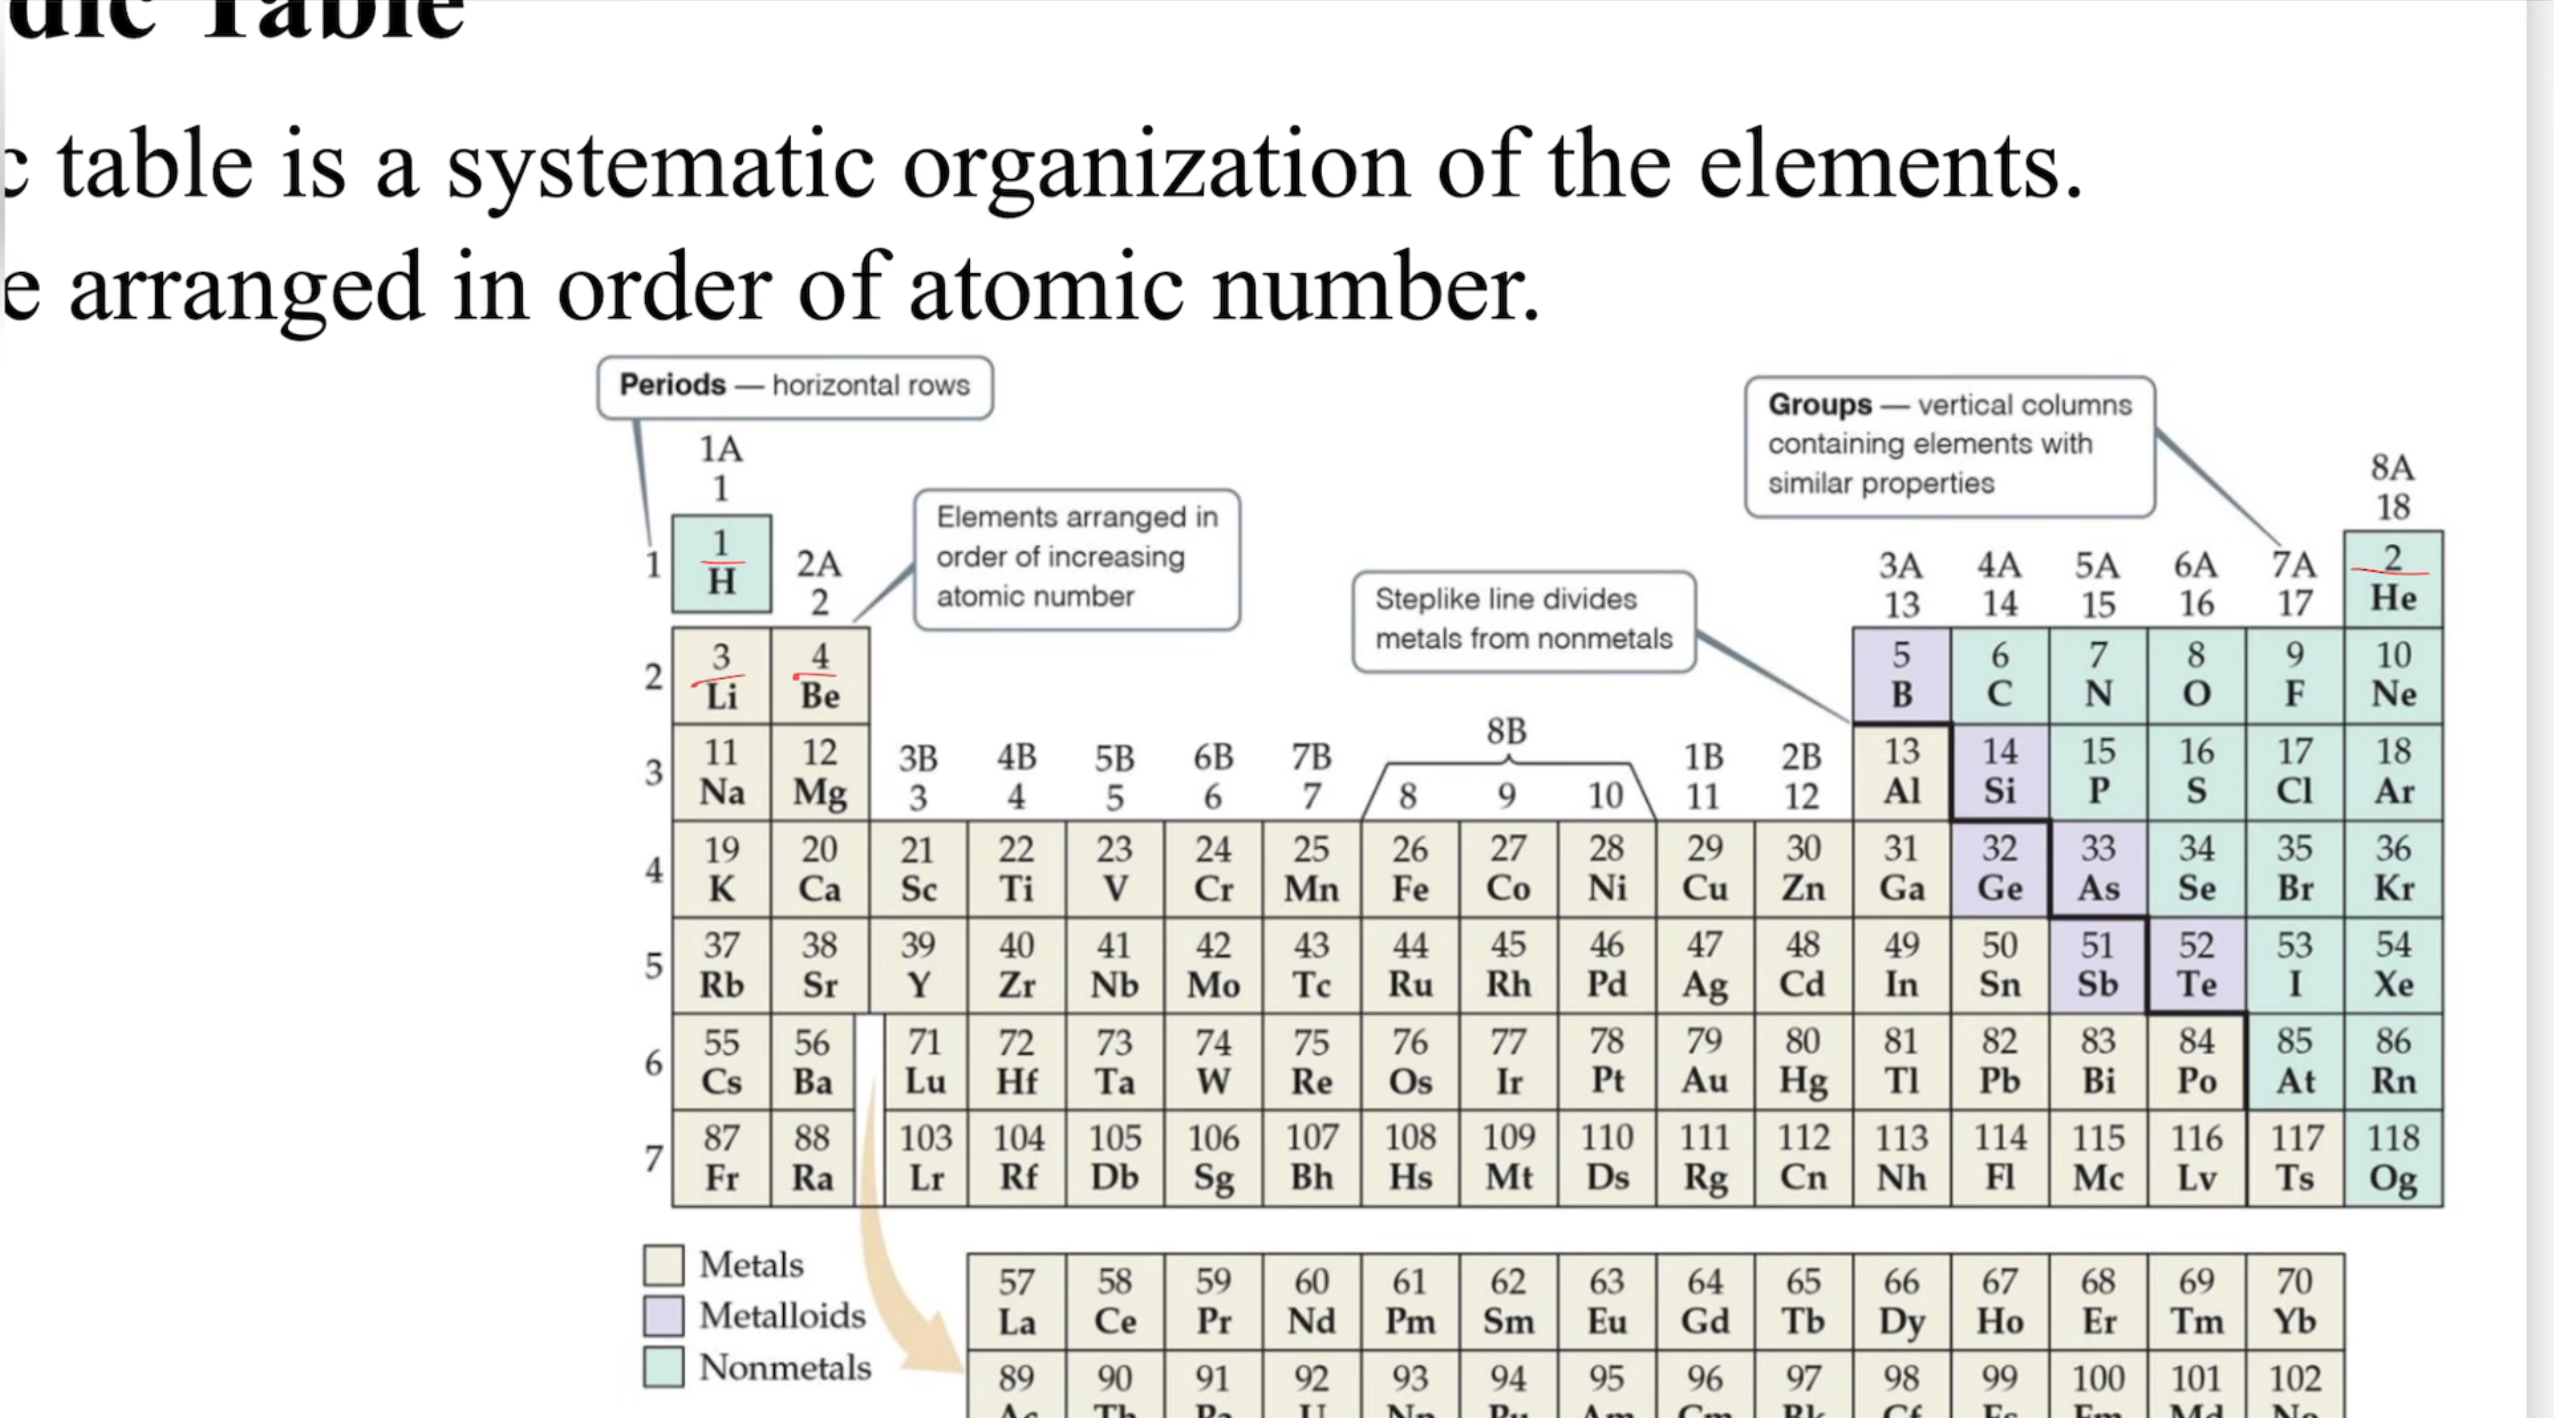 dic Table
c table is a systematic organization of the elements.
e arranged in order of atomic number.
Periods — horizontal rows
Groups — vertical columns
containing elements with
similar properties
1A
1
8A
18
Elements arranged in
order of increasing
atomic number
2A
2
Steplike line divides
metals from nonmetals
3A 4A 5A 6A 7A
13 14 15 16 17
1 1 2
H He
2 3 4 5 6 7 8 9 10
Li Be B C N O F Ne
8B
3B 4B 5B 6B 7B 1B 2B
3 4 5 6 7 8 9 10 11 12
3 11 12 13 14 15 16 17 18
Na Mg Al Si P S Cl Ar
4 19 20 21 22 23 24 25 26 27 28 29 30 31 32 33 34 35 36
K Ca Sc Ti V Cr Mn Fe Co Ni Cu Zn Ga Ge As Se Br Kr
5 37 38 39 40 41 42 43 44 45 46 47 48 49 50 51 52 53 54
Rb Sr Y Zr Nb Mo Tc Ru Rh Pd Ag Cd In Sn Sb Te I Xe
6 55 56 71 72 73 74 75 76 77 78 79 80 81 82 83 84 85 86
Cs Ba Lu Hf Ta W Re Os Ir Pt Au Hg Tl Pb Bi Po At Rn
7 87 88 103 104 105 106 107 108 109 110 111 112 113 114 115 116 117 118
Fr Ra Lr Rf Db Sg Bh Hs Mt Ds Rg Cn Nh Fl Mc Lv Ts Og
Metals
Metalloids
Nonmetals
57 58 59 60 61 62 63 64 65 66 67 68 69 70
La Ce Pr Nd Pm Sm Eu Gd Tb Dy Ho Er Tm Yb
89 90 91 92 93 94 95 96 97 98 99 100 101 102